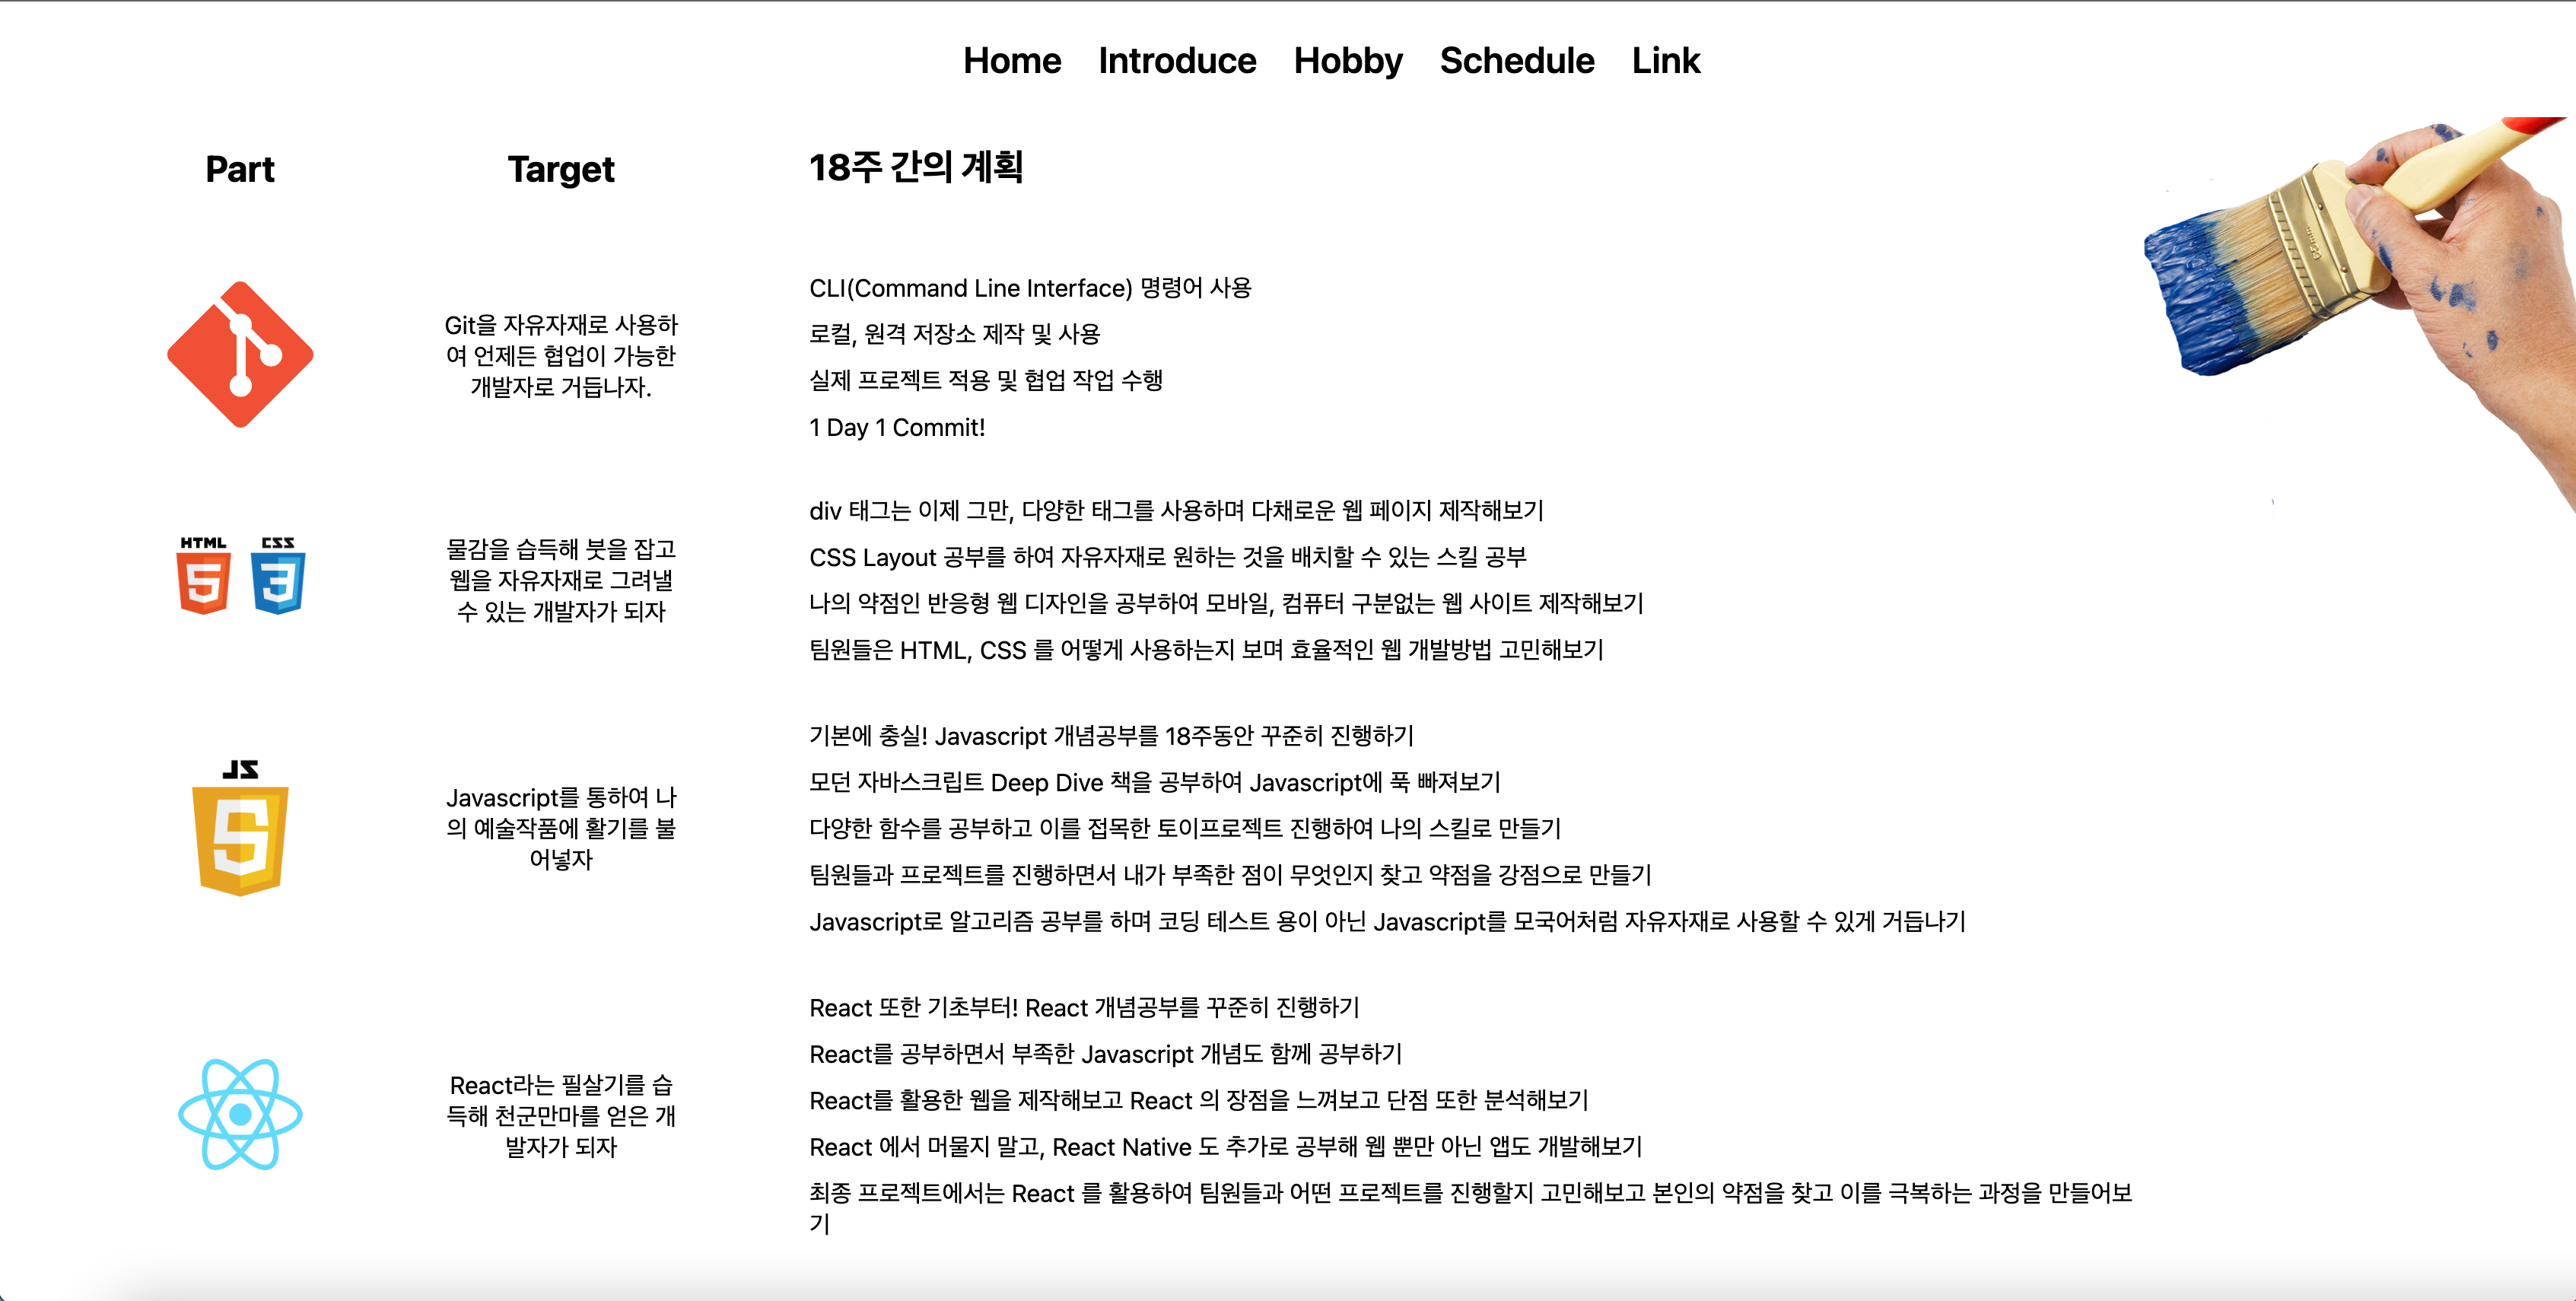 Home Introduce Hobby Schedule Link
Part Target 18주 간의 계획
Git을 자유자재로 사용하
여 언제든 협업이 가능한
개발자로 거듭나자.
CLI(Command Line Interface) 명령어 사용
로컬, 원격 저장소 제작 및 사용
실제 프로젝트 적용 및 협업 작업 수행
1 Day 1 Commit!
HTML CSS
5 3
물감을 습득해 붓을 잡고
웹을 자유자재로 그려낼
수 있는 개발자가 되자
div 태그는 이제 그만, 다양한 태그를 사용하며 다채로운 웹 페이지 제작해보기
CSS Layout 공부를 하여 자유자재로 원하는 것을 배치할 수 있는 스킬 공부
나의 약점인 반응형 웹 디자인을 공부하여 모바일, 컴퓨터 구분없는 웹 사이트 제작해보기
팀원들은 HTML, CSS 를 어떻게 사용하는지 보며 효율적인 웹 개발방법 고민해보기
JS
5
Javascript를 통하여 나
의 예술작품에 활기를 불
어넣자
기본에 충실! Javascript 개념공부를 18주동안 꾸준히 진행하기
모던 자바스크립트 Deep Dive 책을 공부하여 Javascript에 푹 빠져보기
다양한 함수를 공부하고 이를 접목한 토이프로젝트 진행하여 나의 스킬로 만들기
팀원들과 프로젝트를 진행하면서 내가 부족한 점이 무엇인지 찾고 약점을 강점으로 만들기
Javascript로 알고리즘 공부를 하며 코딩 테스트 용이 아닌 Javascript를 모국어처럼 자유자재로 사용할 수 있게 거듭나기
React라는 필살기를 습
득해 천군만마를 얻은 개
발자가 되자
React 또한 기초부터! React 개념공부를 꾸준히 진행하기
React를 공부하면서 부족한 Javascript 개념도 함께 공부하기
React를 활용한 웹을 제작해보고 React 의 장점을 느껴보고 단점 또한 분석해보기
React 에서 머물지 말고, React Native 도 추가로 공부해 웹 뿐만 아닌 앱도 개발해보기
최종 프로젝트에서는 React 를 활용하여 팀원들과 어떤 프로젝트를 진행할지 고민해보고 본인의 약점을 찾고 이를 극복하는 과정을 만들어보
기